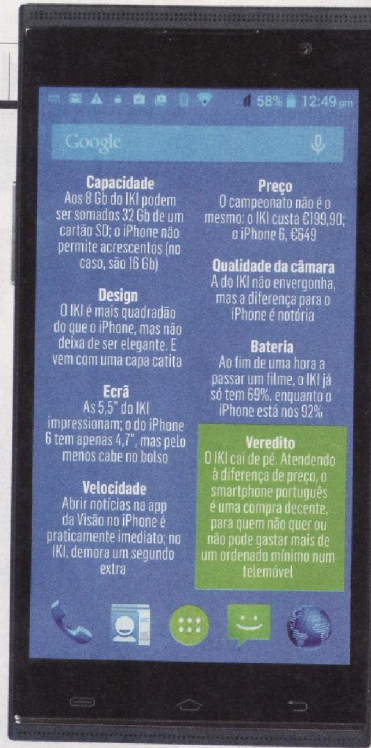 58% 12:49 pm
Google
Capacidade
Aos 8 Gb do IKI podem
ser somados 32 Gb de um
cartão SD; o iPhone não
permite acrescentos (no
caso, são 16 Gb)
Design
O IKI é mais quadradão
do que o iPhone, mas não
deixa de ser elegante. E
vem com uma capa catita
Ecrã
As 5,5" do IKI
impressionam; o do iPhone
6 tem apenas 4,7", mas pelo
menos cabe no bolso
Velocidade
Abrir notícias na app
da Visão no iPhone é
praticamente imediato; no
IKI, demora um segundo
extra
Preço
O campeonato não é o
mesmo: o IKI custa €199,90;
o iPhone 6, €649
Qualidade da câmara
A do IKI não envergonha,
mas a diferença para o
iPhone é notória
Bateria
Ao fim de uma hora a
passar um filme, o IKI já
só tem 69%, enquanto o
iPhone está nos 92%
Veredito
O IKI cai de pé. Atendendo
à diferença de preço, o
smartphone português
é uma compra decente,
para quem não quer ou
não pode gastar mais de
um ordenado mínimo num
telemóvel